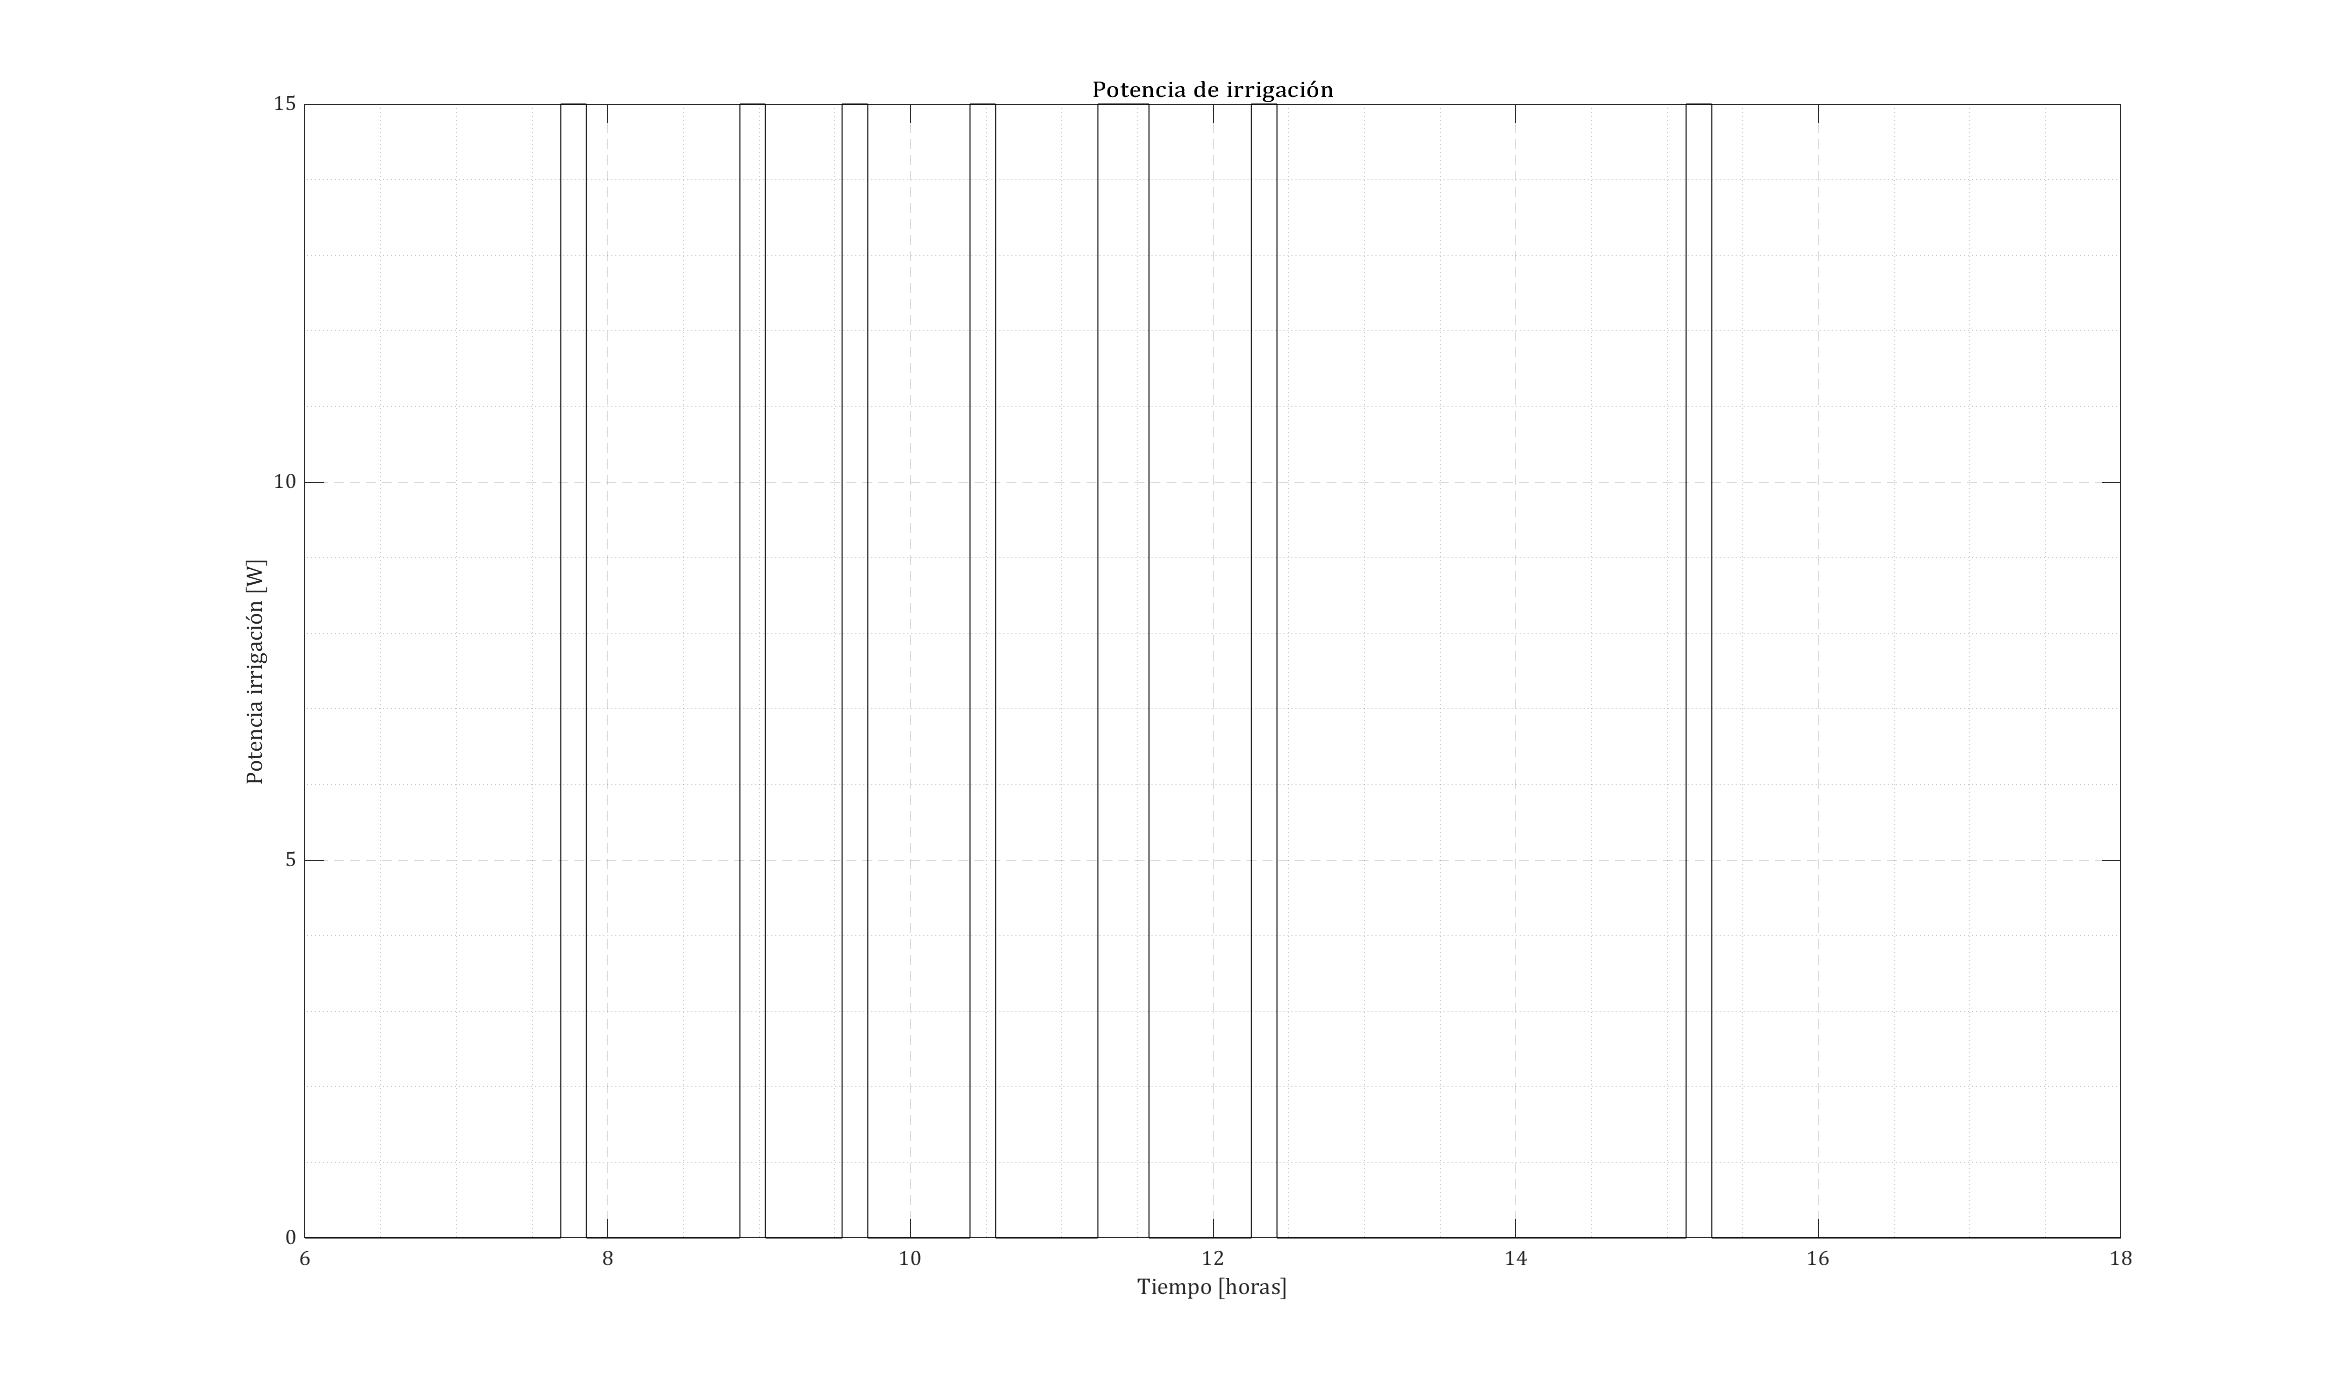 Potencia de irrigación
15
10
5
0
Potencia irrigación [W]
6 8 10 12 14 16 18
Tiempo [horas]